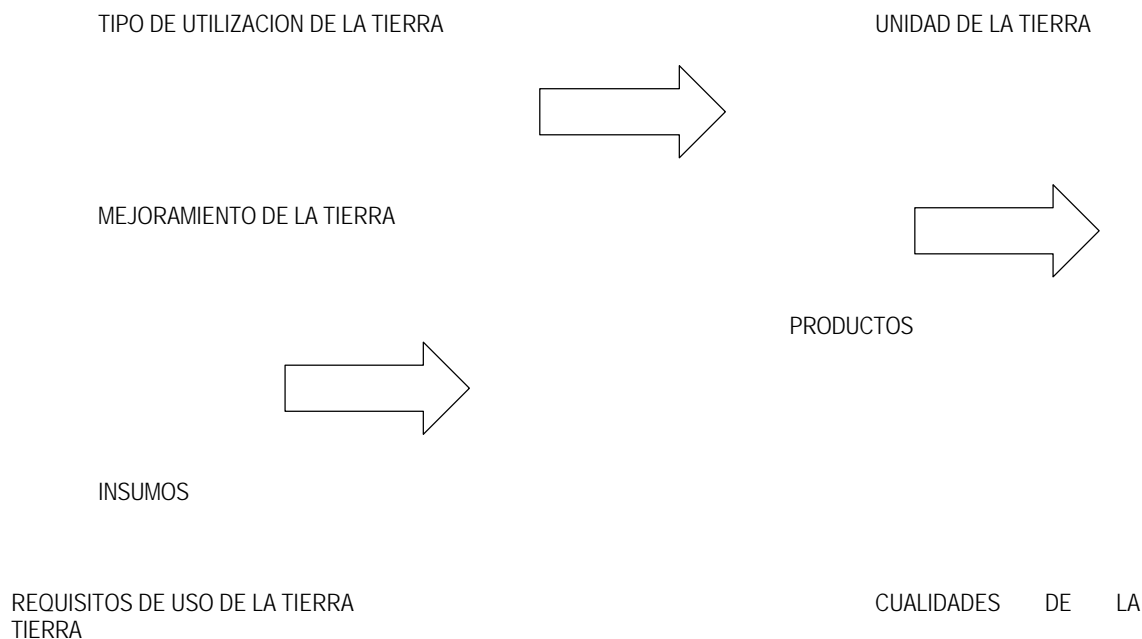 TIPO DE UTILIZACION DE LA TIERRA UNIDAD DE LA TIERRA
MEJORAMIENTO DE LA TIERRA
PRODUCTOS
INSUMOS
REQUISITOS DE USO DE LA TIERRA CUALIDADES DE LA
TIERRA